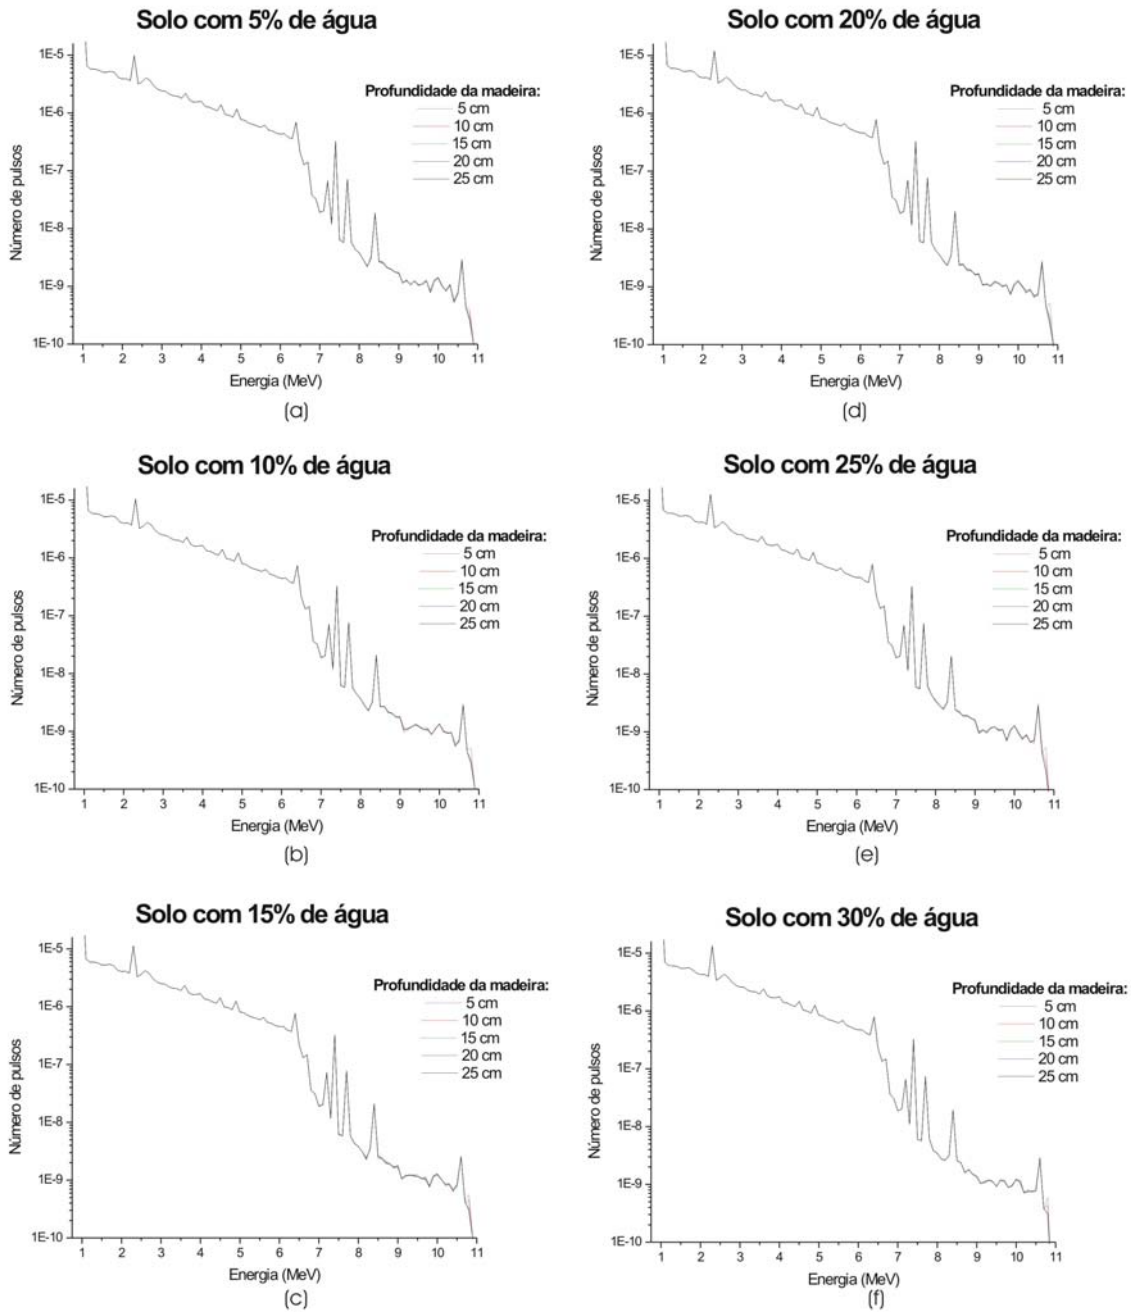 Solo com 5% de água
1E-5
1E-6
1E-7
1E-8
1E-9
1E-10
Número de pulsos
Profundidade da madeira:
5 cm
10 cm
15 cm
20 cm
25 cm
1 2 3 4 5 6 7 8 9 10 11
Energia (MeV)
(a)
Solo com 20% de água
1E-5
1E-6
1E-7
1E-8
1E-9
1E-10
Número de pulsos
Profundidade da madeira:
5 cm
10 cm
15 cm
20 cm
25 cm
1 2 3 4 5 6 7 8 9 10 11
Energia (MeV)
(d)
Solo com 10% de água
1E-5
1E-6
1E-7
1E-8
1E-9
1E-10
Número de pulsos
Profundidade da madeira:
5 cm
10 cm
15 cm
20 cm
25 cm
1 2 3 4 5 6 7 8 9 10 11
Energia (MeV)
(b)
Solo com 25% de água
1E-5
1E-6
1E-7
1E-8
1E-9
1E-10
Número de pulsos
Profundidade da madeira:
5 cm
10 cm
15 cm
20 cm
25 cm
1 2 3 4 5 6 7 8 9 10 11
Energia (MeV)
(e)
Solo com 15% de água
1E-5
1E-6
1E-7
1E-8
1E-9
1E-10
Número de pulsos
Profundidade da madeira:
5 cm
10 cm
15 cm
20 cm
25 cm
1 2 3 4 5 6 7 8 9 10 11
Energia (MeV)
(c)
Solo com 30% de água
1E-5
1E-6
1E-7
1E-8
1E-9
1E-10
Número de pulsos
Profundidade da madeira:
5 cm
10 cm
15 cm
20 cm
25 cm
1 2 3 4 5 6 7 8 9 10 11
Energia (MeV)
(f)